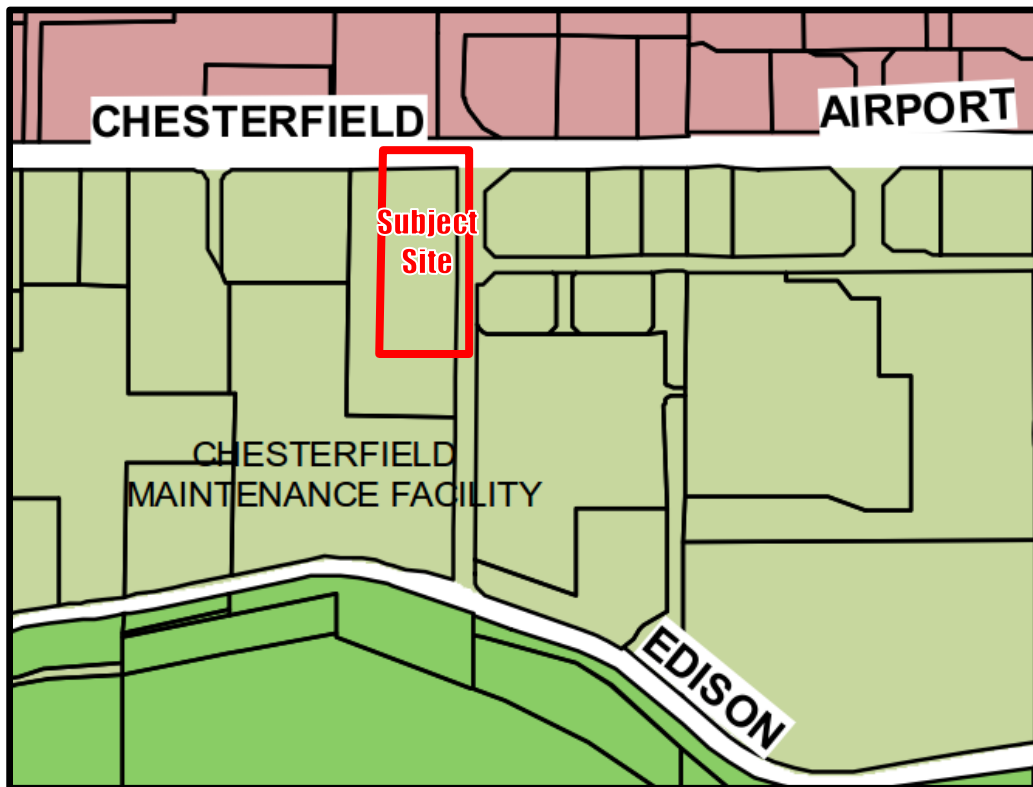 CHESTERFIELD
AIRPORT
Subject
Site
CHESTERFIELD
MAINTENANCE FACILITY
EDISON